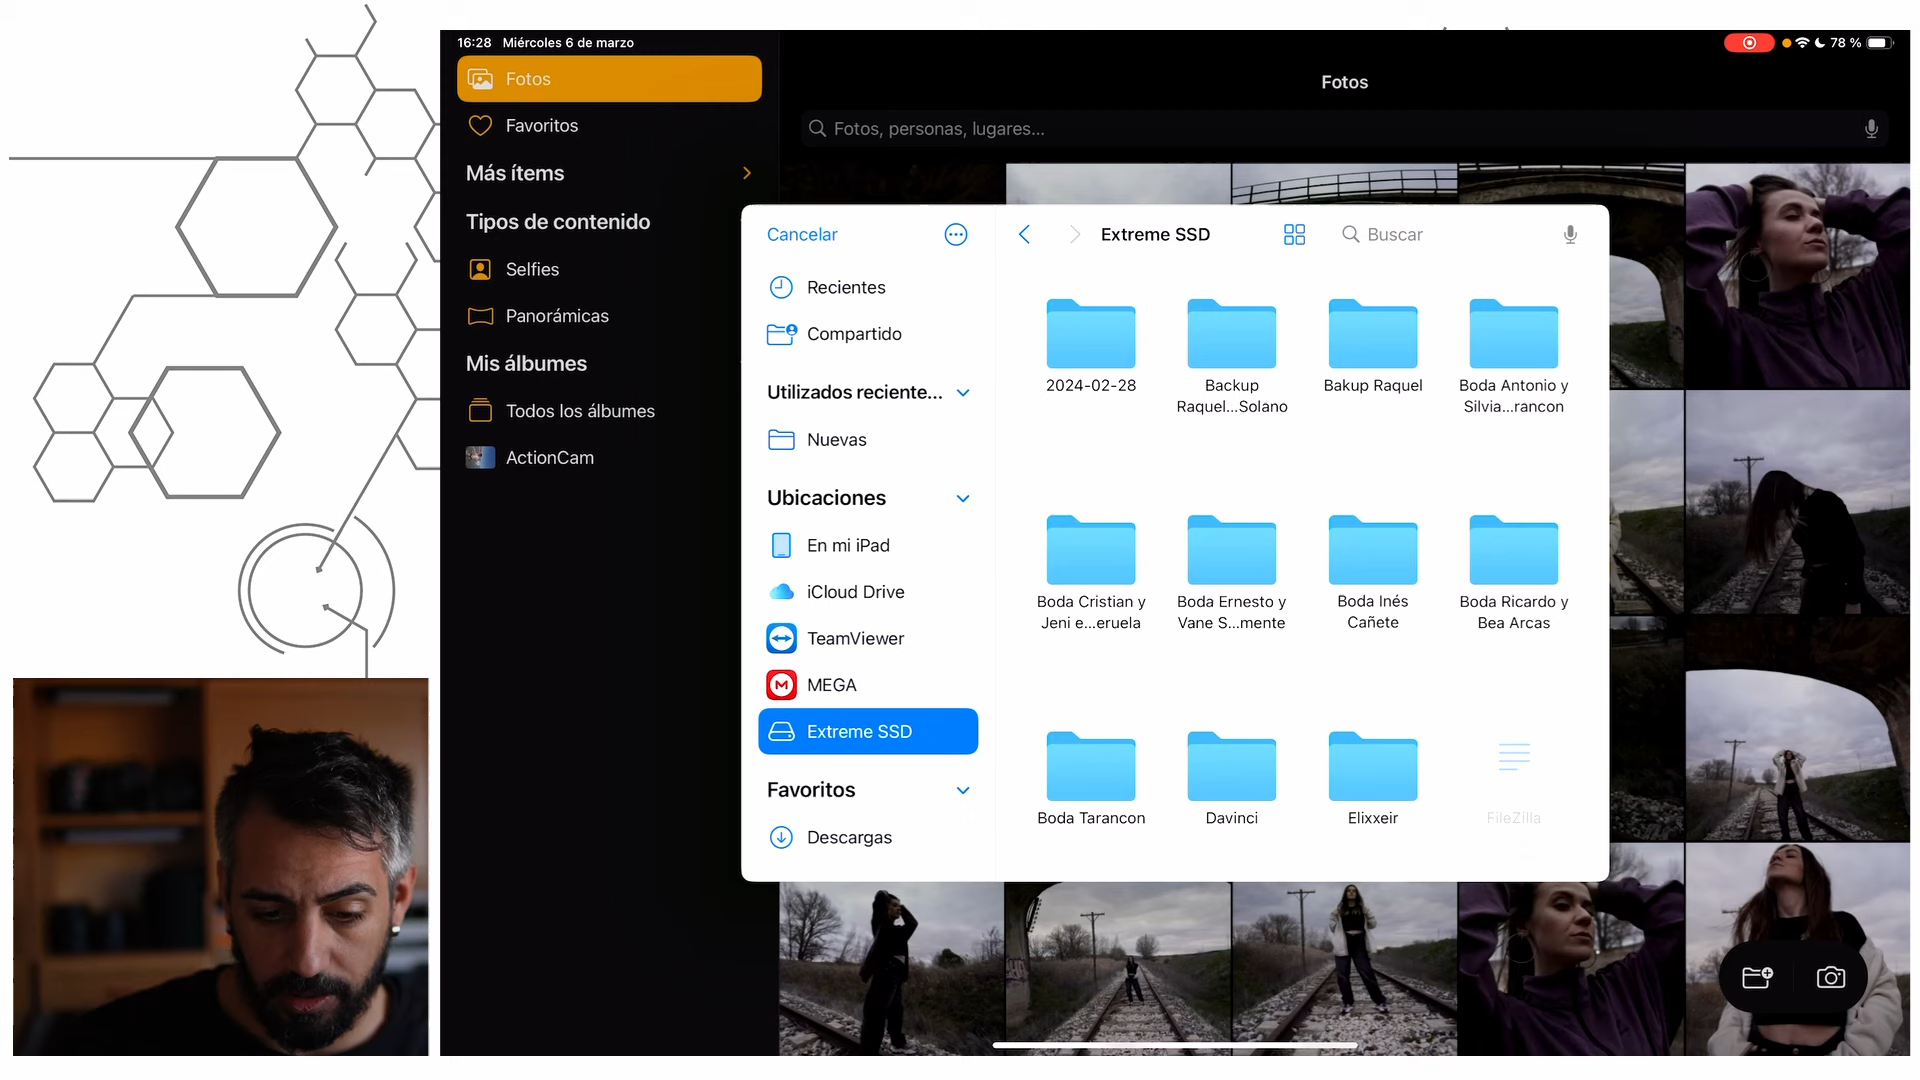 16:28 Miércoles 6 de marzo
78 %
Fotos
Favoritos
Más ítems
Tipos de contenido
Selfies
Panorámicas
Mis álbumes
Todos los álbumes
ActionCam
Fotos
Fotos, personas, lugares...
Cancelar
Recientes
Compartido
Utilizados reciente...
Nuevas
Ubicaciones
En mi iPad
iCloud Drive
TeamViewer
MEGA
Extreme SSD
Favoritos
Descargas
Extreme SSD
Buscar
2024-02-28
Backup
Raquel...Solano
Bakup Raquel
Boda Antonio y
Silvia...rancon
Boda Cristian y
Jeni e...eruela
Boda Ernesto y
Vane S...mente
Boda Inés
Cañete
Boda Ricardo y
Bea Arcas
Boda Tarancon
Davinci
Elixxeir
FileZilla